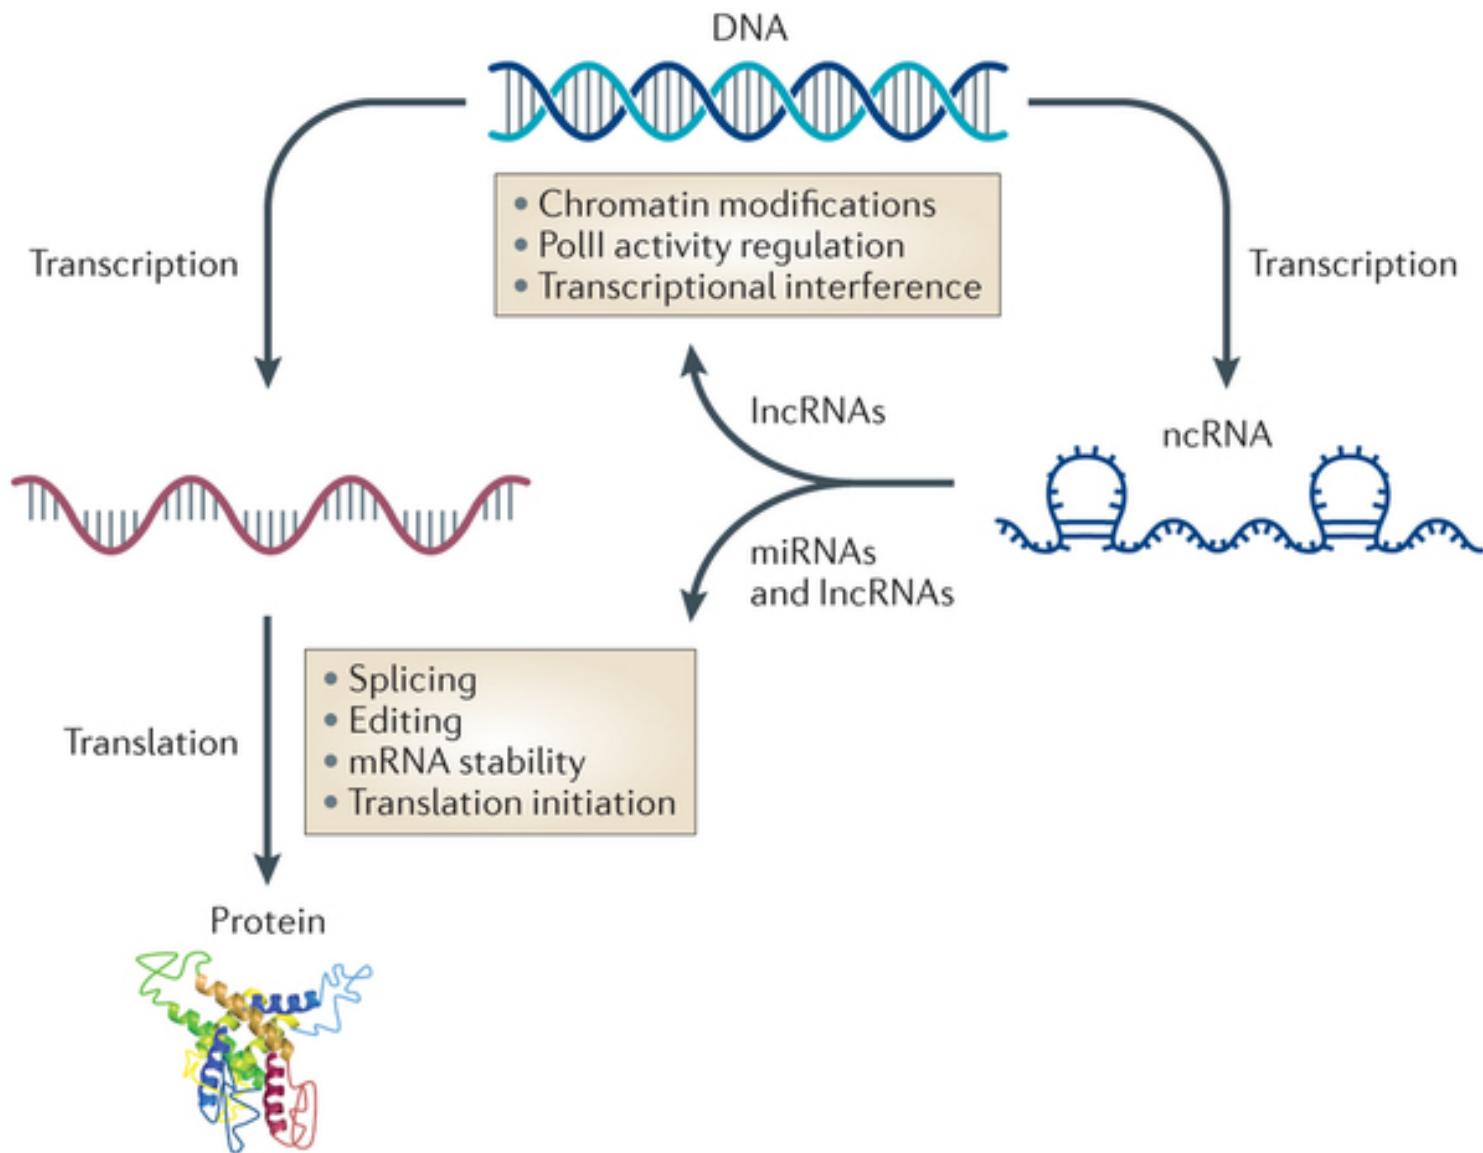 DNA
• Chromatin modifications
• PolII activity regulation
• Transcriptional interference
Transcription
Transcription
lncRNAs
ncRNA
miRNAs
and lncRNAs
• Splicing
• Editing
• mRNA stability
• Translation initiation
Translation
Protein